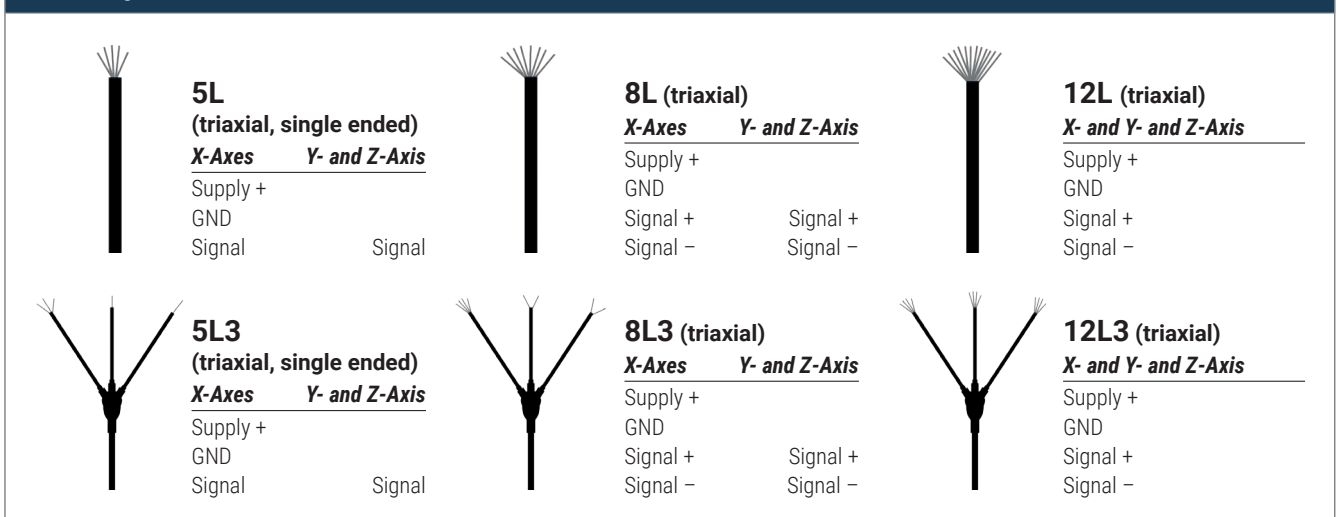 5L
(triaxial, single ended)
X-Axes Y- and Z-Axis
Supply +
GND
Signal Signal
8L (triaxial)
X-Axes Y- and Z-Axis
Supply +
GND
Signal + Signal +
Signal – Signal –
12L (triaxial)
X- and Y- and Z-Axis
Supply +
GND
Signal +
Signal –
5L3
(triaxial, single ended)
X-Axes Y- and Z-Axis
Supply +
GND
Signal Signal
8L3 (triaxial)
X-Axes Y- and Z-Axis
Supply +
GND
Signal + Signal +
Signal – Signal –
12L3 (triaxial)
X- and Y- and Z-Axis
Supply +
GND
Signal +
Signal –